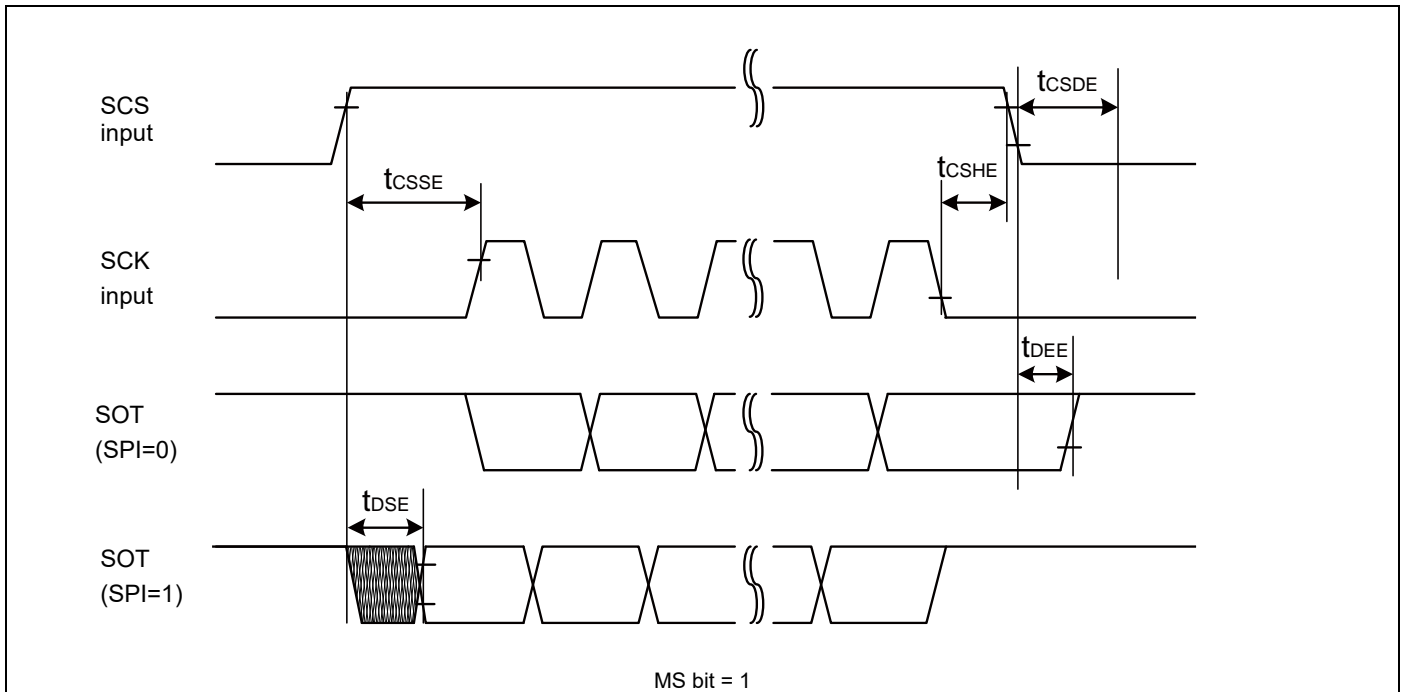 SCS
input
tCSDE
tCSSE
tCSHE
SCK
input
tDEE
SOT
(SPI=0)
tDSE
SOT
(SPI=1)
MS bit = 1